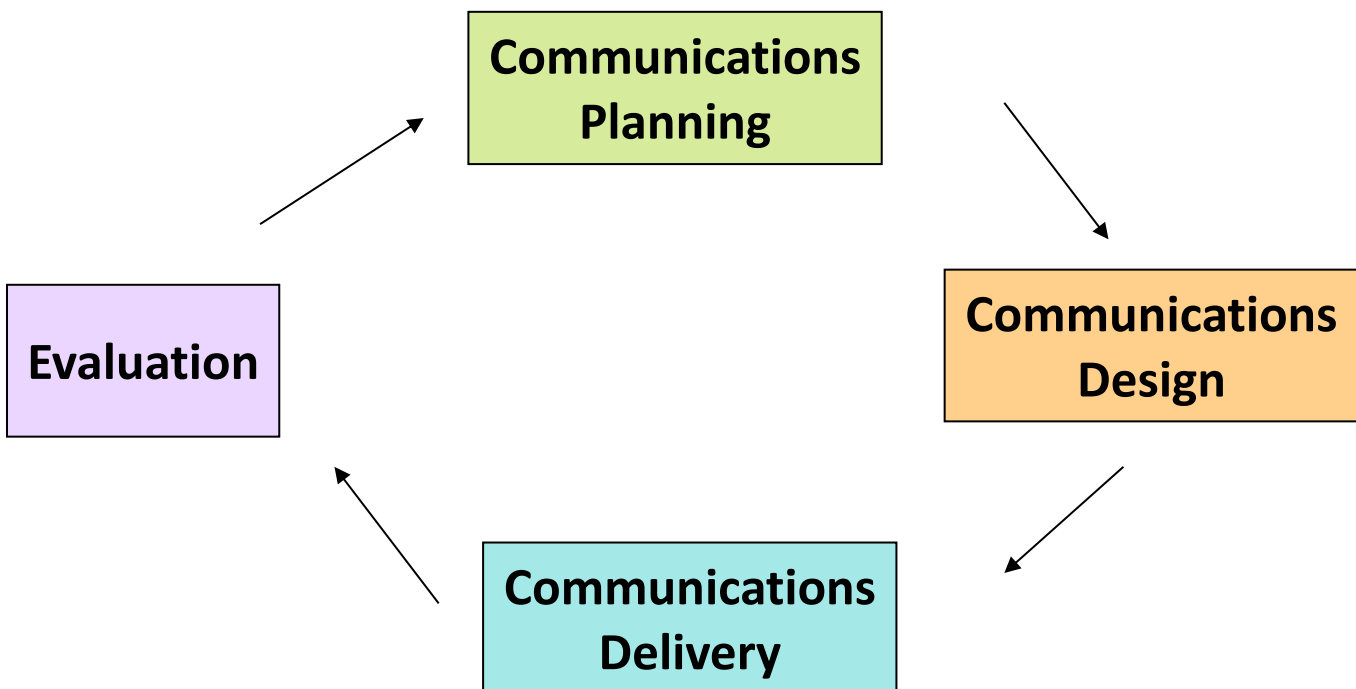 Communications
Planning
Communications
Design
Evaluation
Communications
Delivery